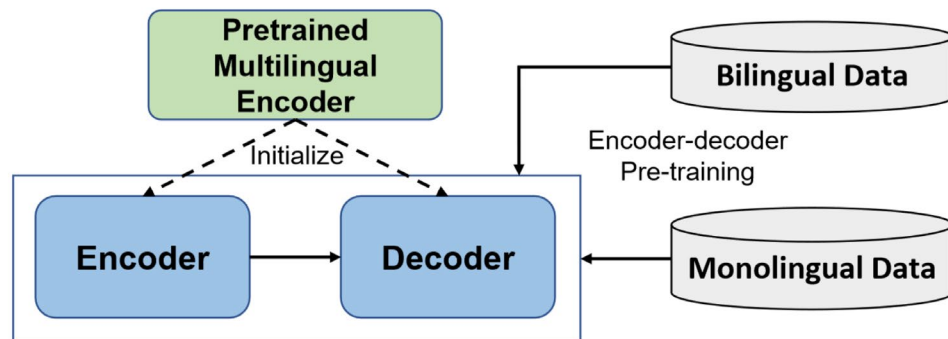 Pretrained
Multilingual
Encoder
Bilingual Data
Initialize
Encoder-decoder
Pre-training
Encoder
Decoder
Monolingual Data